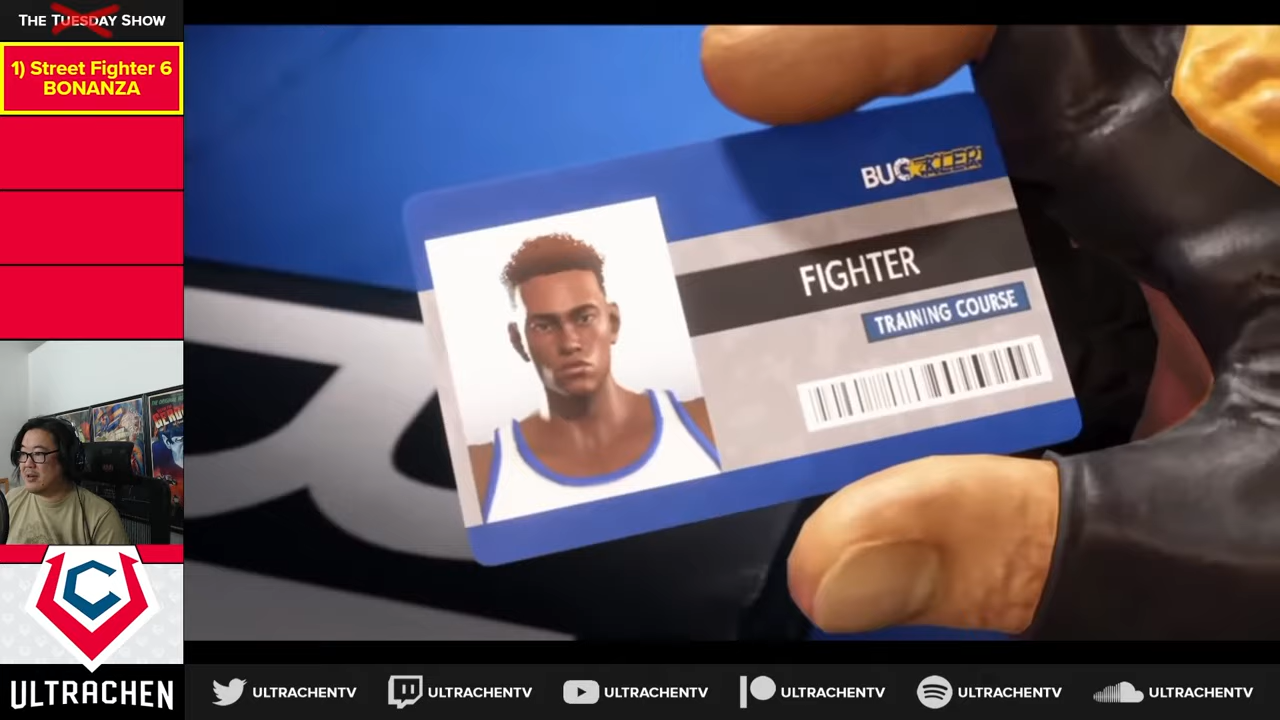 THE TUESDAY SHOW
1) Street Fighter 6
BONANZA
BUCKLER
FIGHTER
TRAINING COURSE
ULTRACHEN
ULTRACHENTV
ULTRACHENTV
ULTRACHENTV
ULTRACHENTV
ULTRACHENTV
ULTRACHENTV